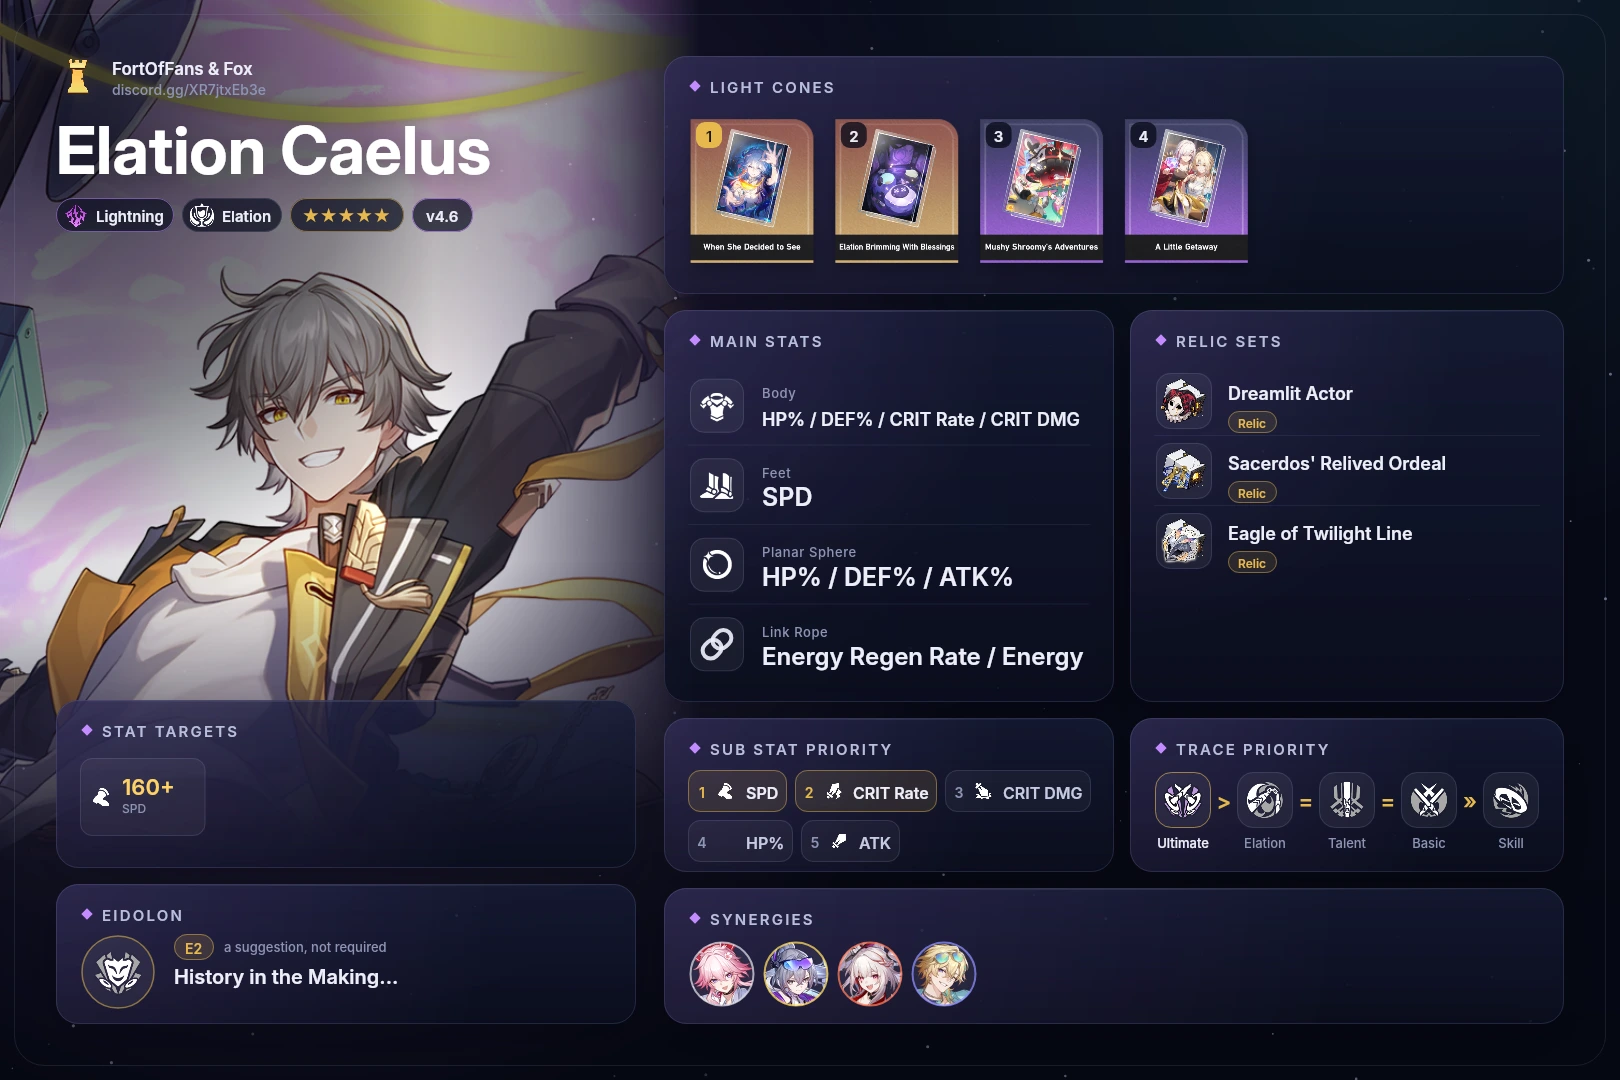 FortOfFans & Fox
discord.gg/XR7jtxEb3e
Elation Caelus
Lightning
Elation
★★★★★
v4.6
LIGHT CONES
1
2
3
4
When She Decided to See
Elation Brimming With Blessings
Mushy Shroomy's Adventures
A Little Getaway
MAIN STATS
Body
HP% / DEF% / CRIT Rate / CRIT DMG
Feet
SPD
Planar Sphere
HP% / DEF% / ATK%
Link Rope
Energy Regen Rate / Energy
RELIC SETS
Dreamlit Actor
Relic
Sacerdos' Relived Ordeal
Relic
Eagle of Twilight Line
Relic
STAT TARGETS
160+
SPD
SUB STAT PRIORITY
1 SPD
2 CRIT Rate
3 CRIT DMG
4 HP%
5 ATK
TRACE PRIORITY
> = = »
Ultimate Elation Talent Basic Skill
EIDOLON
E2 a suggestion, not required
History in the Making...
SYNERGIES